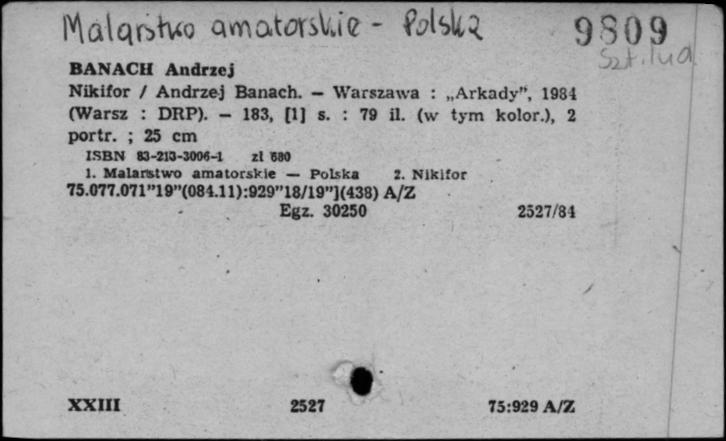 Malarstwo amatorskie - Polska 9809
Szt. lud
BANACH Andrzej
Nikifor / Andrzej Banach. — Warszawa : „Arkady”, 1984
(Warsz : DRP). — 183, [1] s. : 79 il. (w tym kolor.), 2
portr. ; 25 cm
ISBN 83-213-3006-1 zł 680
1. Malarstwo amatorskie — Polska 2. Nikifor
75.077.071”19”(084.11):929”18/19”](438) A/Z
Egz. 30250 2527/84
XXIII 2527 75:929 A/Z